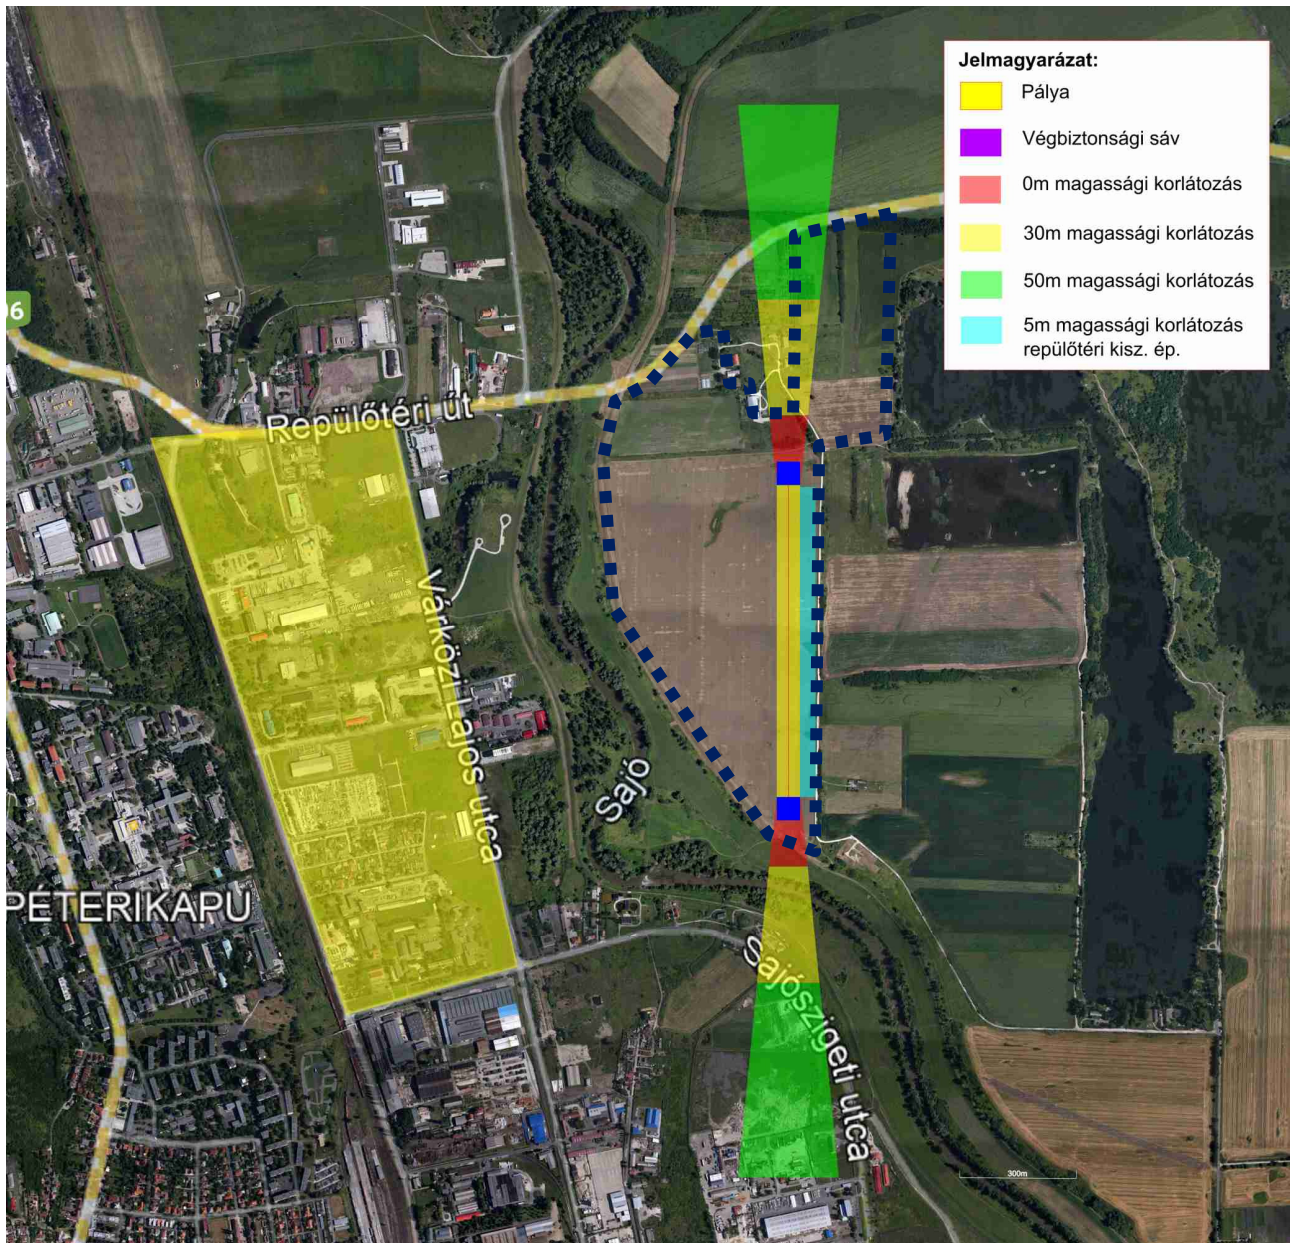 Jelmagyarázat:
Pálya
Végbiztonsági sáv
0m magassági korlátozás
30m magassági korlátozás
50m magassági korlátozás
5m magassági korlátozás
repülőtéri kisz. ép.
Repülőtéri út
Várközi Lajos utca
Sajó
PÉTERIKAPU
Sajószigeti utca
300m